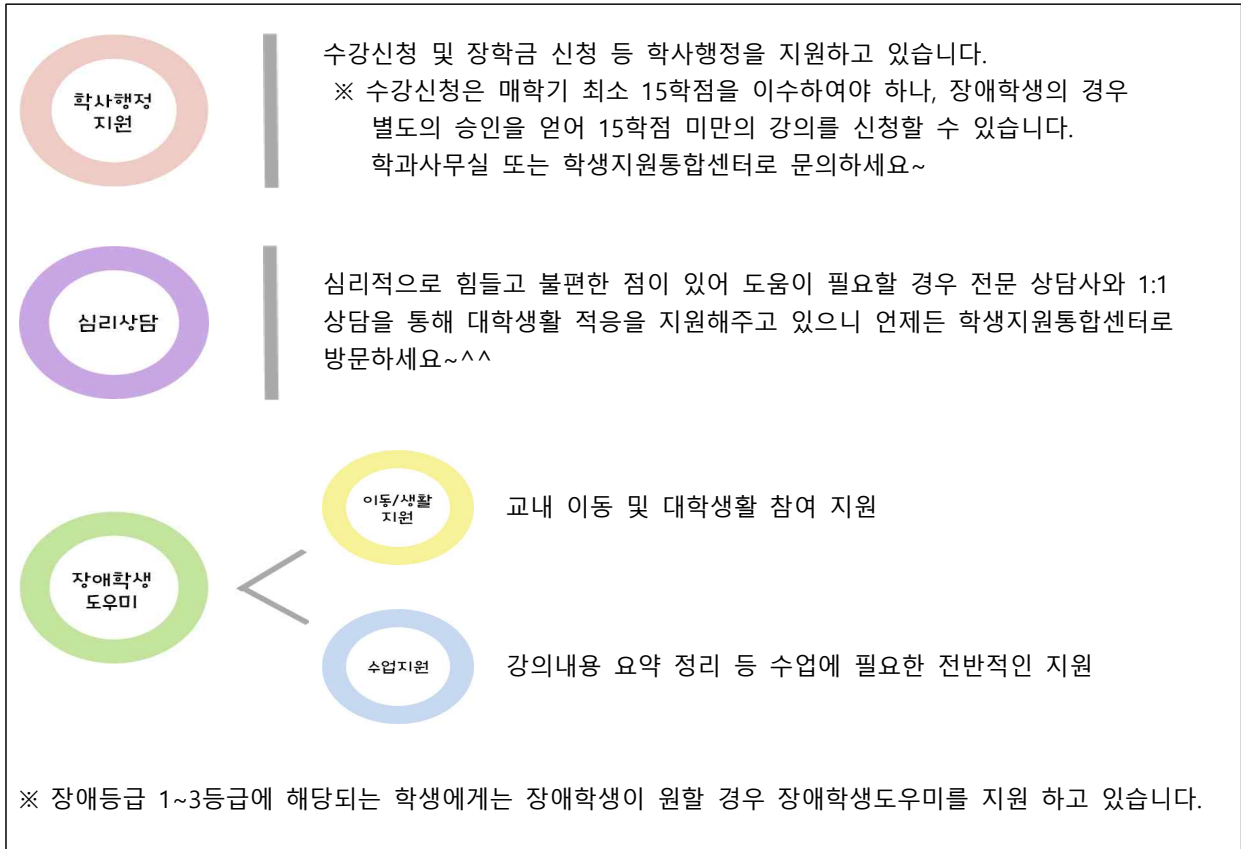 학사행정
지원
수강신청 및 장학금 신청 등 학사행정을 지원하고 있습니다.
※ 수강신청은 매학기 최소 15학점을 이수하여야 하나, 장애학생의 경우
별도의 승인을 얻어 15학점 미만의 강의를 신청할 수 있습니다.
학과사무실 또는 학생지원통합센터로 문의하세요~
심리상담
심리적으로 힘들고 불편한 점이 있어 도움이 필요할 경우 전문 상담사와 1:1
상담을 통해 대학생활 적응을 지원해주고 있으니 언제든 학생지원통합센터로
방문하세요~^^
장애학생
도우미
이동/생활
지원
교내 이동 및 대학생활 참여 지원
수업지원
강의내용 요약 정리 등 수업에 필요한 전반적인 지원
※ 장애등급 1~3등급에 해당되는 학생에게는 장애학생이 원할 경우 장애학생도우미를 지원 하고 있습니다.